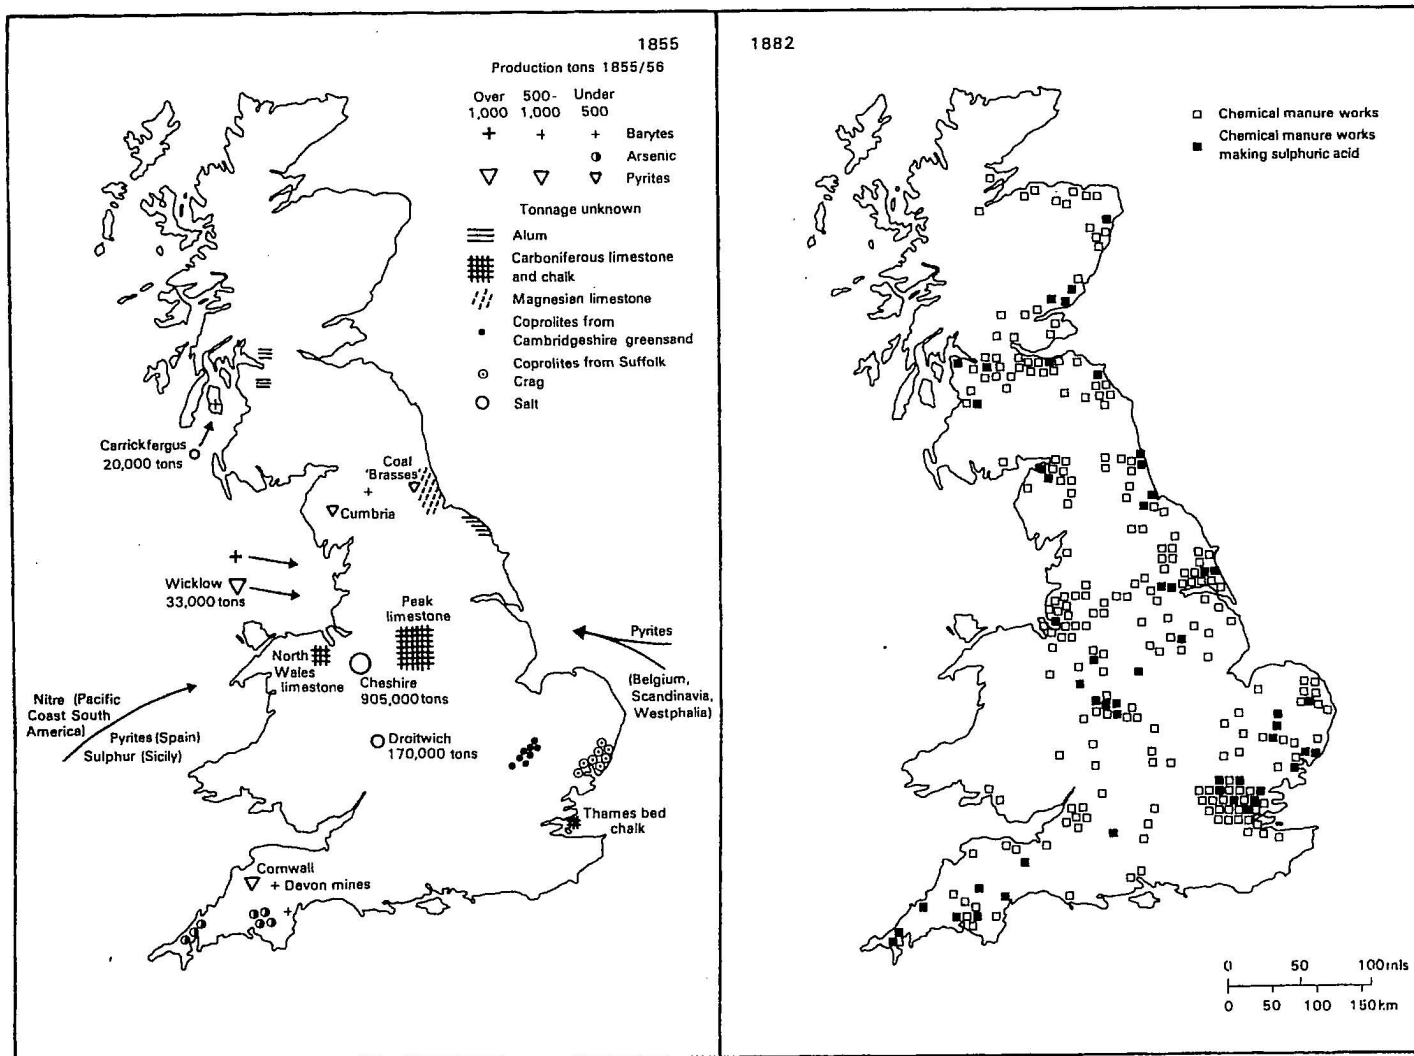 1855
Production tons 1855/56
Over 500- Under
1,000 1,000 500
Barytes
Arsenic
Pyrites
Tonnage unknown
Alum
Carboniferous limestone
and chalk
Magnesian limestone
Coprolites from
Cambridgeshire greensand
Coprolites from Suffolk
Crag
Salt
Carrickfergus
20,000 tons
Coal
'Brasses'
Cumbria
Wicklow
33,000 tons
Peak
limestone
North
Wales
limestone
Cheshire
905,000 tons
Pyrites
(Belgium,
Scandinavia,
Westphalia)
Nitre (Pacific
Coast South
America)
Pyrites (Spain)
Sulphur (Sicily)
Droitwich
170,000 tons
Thames bed
chalk
Cornwall
Devon mines
1882
Chemical manure works
Chemical manure works
making sulphuric acid
0 50 100 mls
0 50 100 150 km